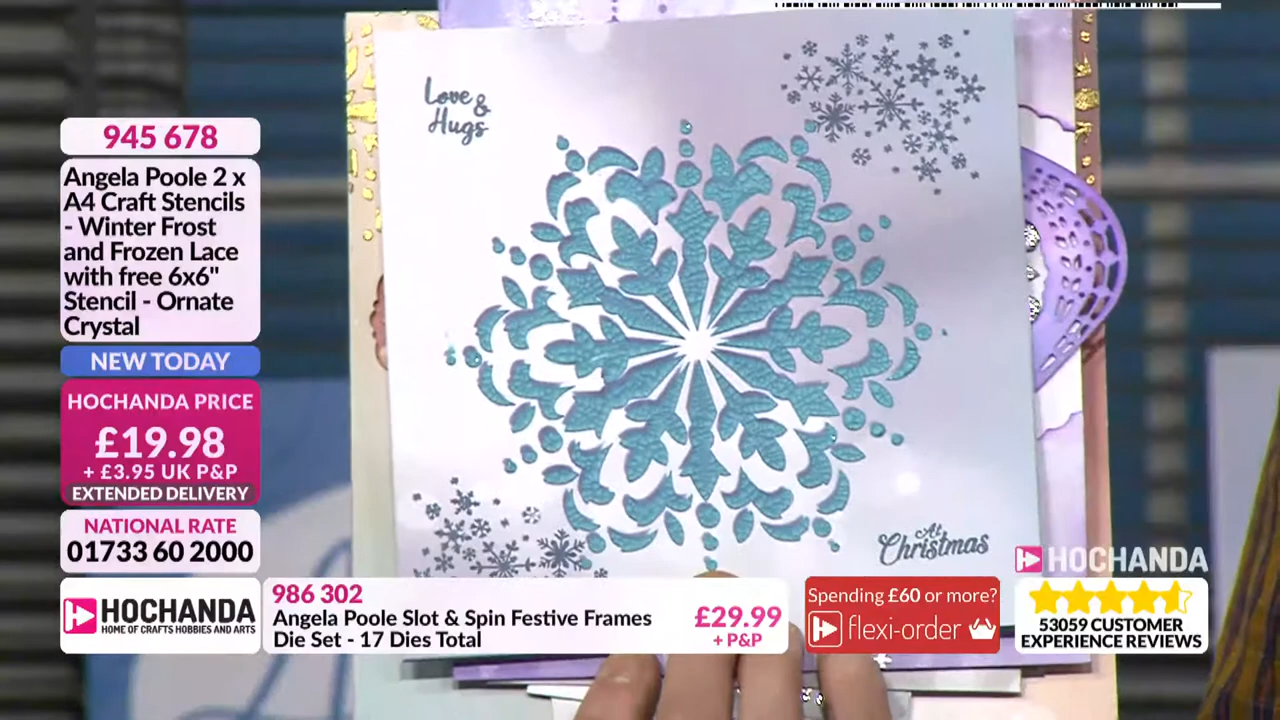 Love &
Hugs
945 678
Angela Poole 2 x
A4 Craft Stencils
- Winter Frost
and Frozen Lace
with free 6x6"
Stencil - Ornate
Crystal
NEW TODAY
HOCHANDA PRICE
£19.98
+ £3.95 UK P&P
EXTENDED DELIVERY
NATIONAL RATE
01733 60 2000
At
Christmas
HOCHANDA
HOCHANDA
HOME OF CRAFTS HOBBIES AND ARTS
986 302
Angela Poole Slot & Spin Festive Frames
Die Set - 17 Dies Total
£29.99
+ P&P
Spending £60 or more?
flexi-order
53059 CUSTOMER
EXPERIENCE REVIEWS